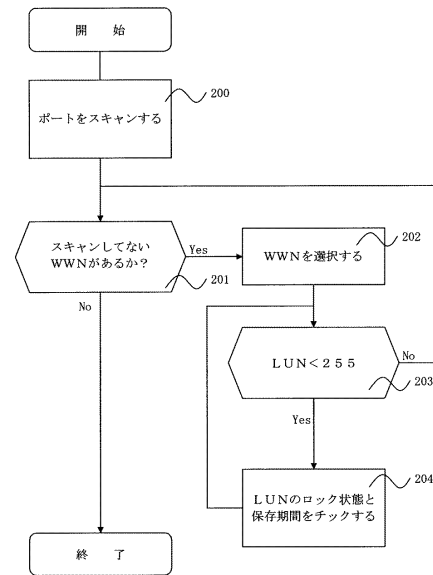 開 始
ポートをスキャンする
200
スキャンしてない
WWNがあるか?
201
Yes
No
WWNを選択する
202
LUN<255
203
No
Yes
LUNのロック状態と
保存期間をチックする
204
終 了